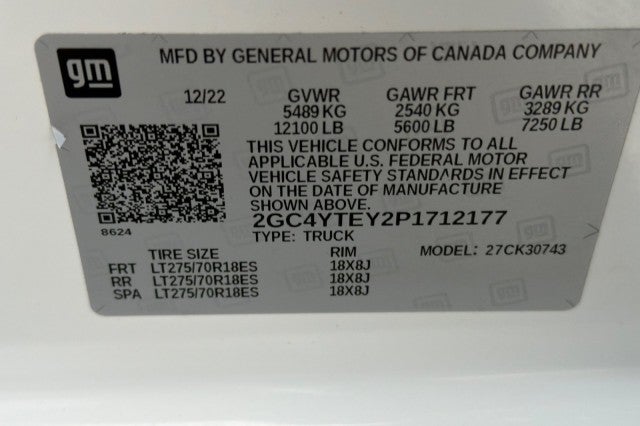 gm
MFD BY GENERAL MOTORS OF CANADA COMPANY
12/22 GVWR GAWR FRT GAWR RR
5489 KG 2540 KG 3289 KG
12100 LB 5600 LB 7250 LB
THIS VEHICLE CONFORMS TO ALL
APPLICABLE U.S. FEDERAL MOTOR
VEHICLE SAFETY STANDARDS IN EFFECT
ON THE DATE OF MANUFACTURE
SHOWN ABOVE.
8624 2GC4YTEY2P1712177
TYPE: TRUCK
TIRE SIZE RIM MODEL: 27CK30743
FRT LT275/70R18ES 18X8J
RR LT275/70R18ES 18X8J
SPA LT275/70R18ES 18X8J